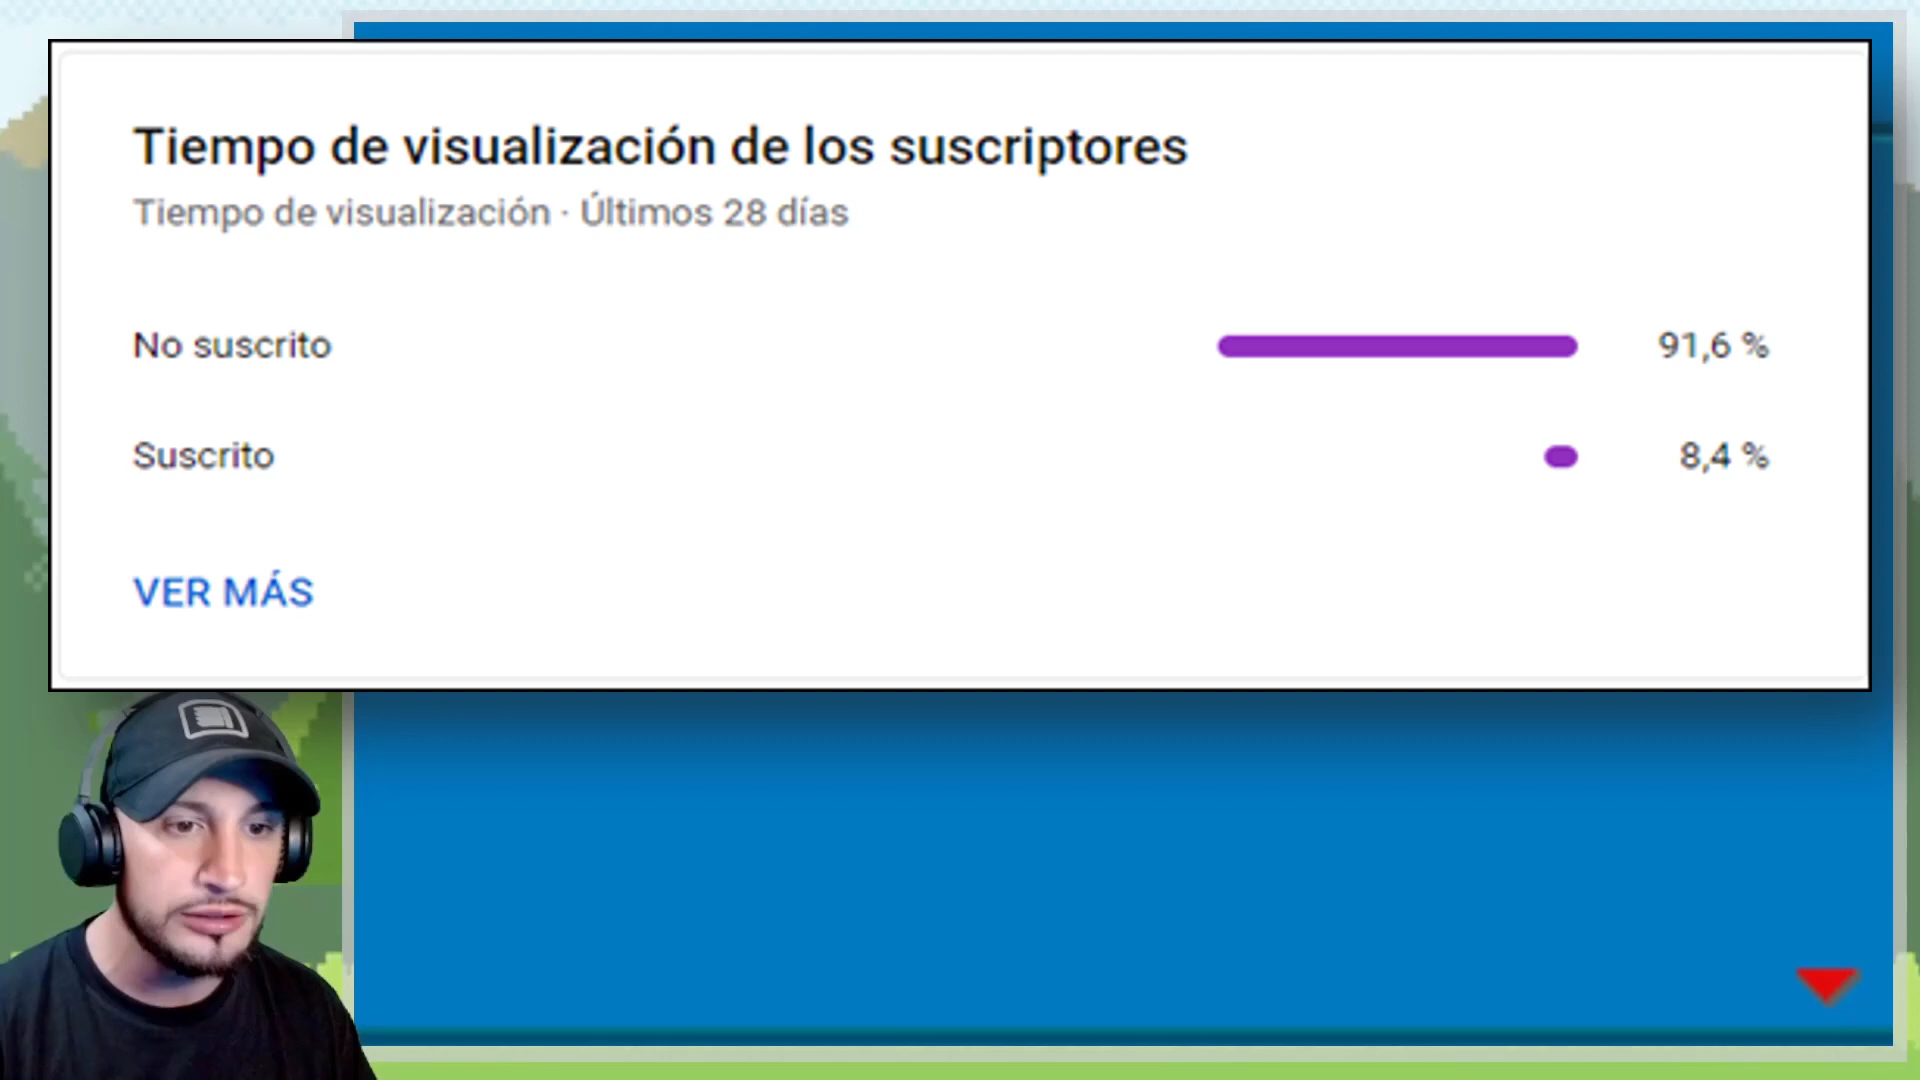 Tiempo de visualización de los suscriptores
Tiempo de visualización · Últimos 28 días
No suscrito 91,6 %
Suscrito 8,4 %
VER MÁS